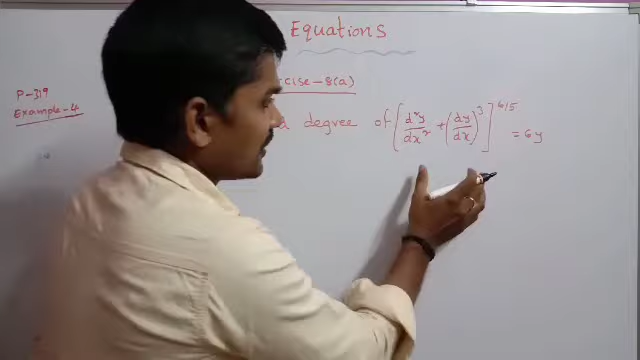 Equations
cise-8(a)
P-319
Example-4
degree of [d²y/dx² + (dy/dx)³]^6/5 = 6y